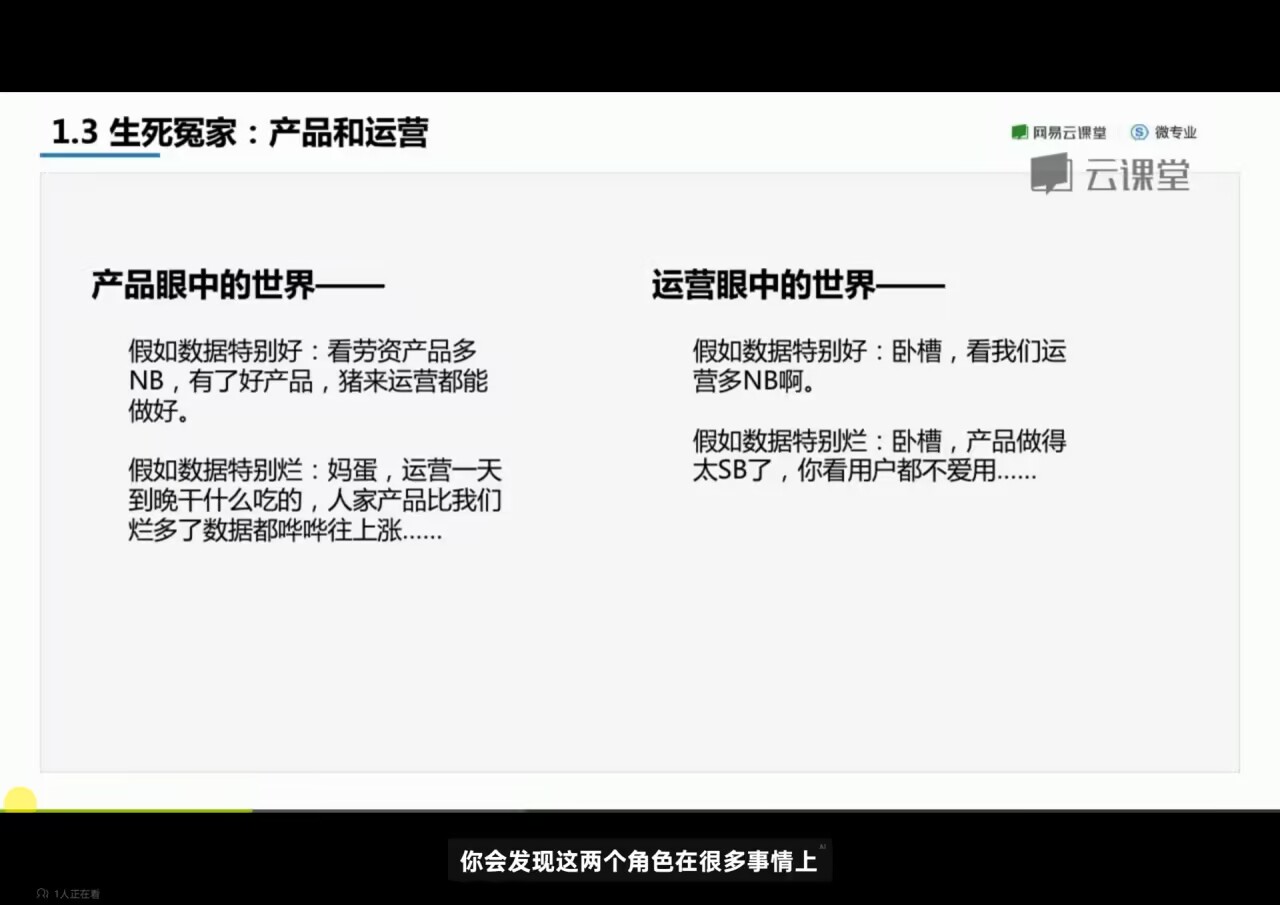 1.3 生死冤家：产品和运营
网易云课堂
微专业
云课堂
产品眼中的世界——
假如数据特别好：看劳资产品多
NB，有了好产品，猪来运营都能
做好。
假如数据特别烂：妈蛋，运营一天
到晚干什么吃的，人家产品比我们
烂多了数据都哗哗往上涨……
运营眼中的世界——
假如数据特别好：卧槽，看我们运
营多NB啊。
假如数据特别烂：卧槽，产品做得
太SB了，你看用户都不爱用……
你会发现这两个角色在很多事情上
AI
1人正在看